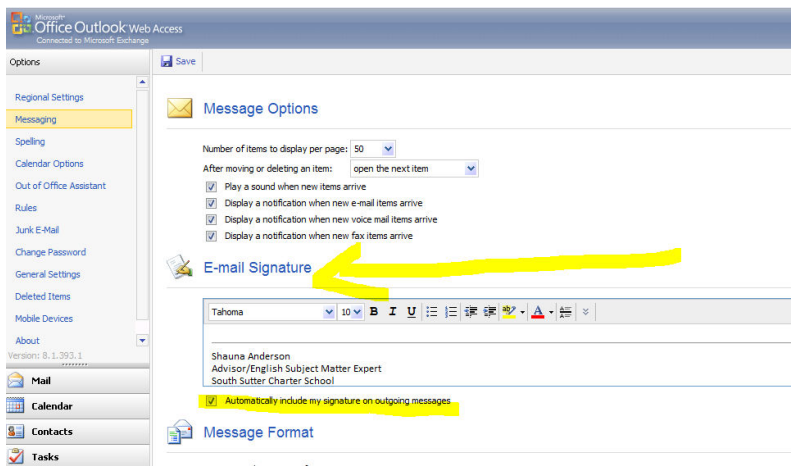 Microsoft
Office Outlook Web Access
Connected to Microsoft Exchange
Options
Save
Regional Settings
Messaging
Spelling
Calendar Options
Out of Office Assistant
Rules
Junk E-Mail
Change Password
General Settings
Deleted Items
Mobile Devices
About
Version: 8.1.393.1
Mail
Calendar
Contacts
Tasks
Message Options
Number of items to display per page: 50
After moving or deleting an item: open the next item
Play a sound when new items arrive
Display a notification when new e-mail items arrive
Display a notification when new voice mail items arrive
Display a notification when new fax items arrive
E-mail Signature
Tahoma 10 B I U ab A
Shauna Anderson
Advisor/English Subject Matter Expert
South Sutter Charter School
Automatically include my signature on outgoing messages
Message Format